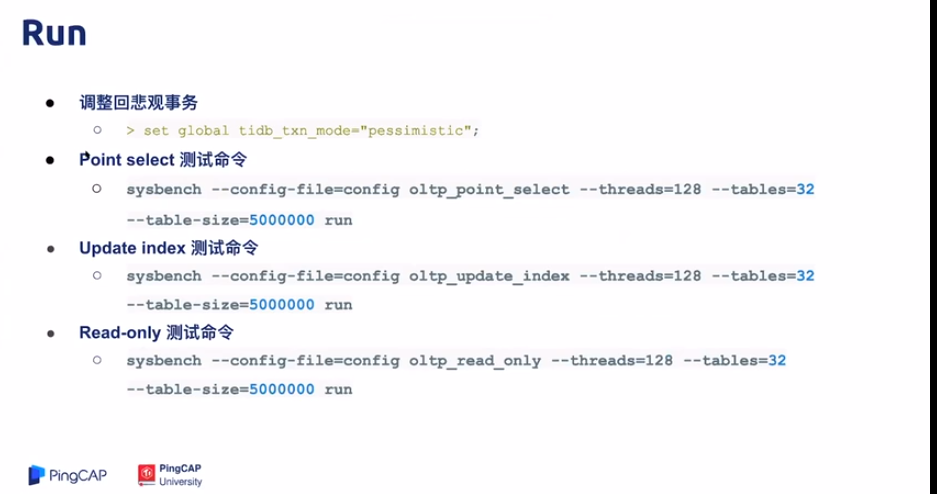 Run
● 调整回悲观事务
○ > set global tidb_txn_mode="pessimistic";
● Point select 测试命令
○ sysbench --config-file=config oltp_point_select --threads=128 --tables=32
--table-size=5000000 run
● Update index 测试命令
○ sysbench --config-file=config oltp_update_index --threads=128 --tables=32
--table-size=5000000 run
● Read-only 测试命令
○ sysbench --config-file=config oltp_read_only --threads=128 --tables=32
--table-size=5000000 run
PingCAP
PingCAP
University